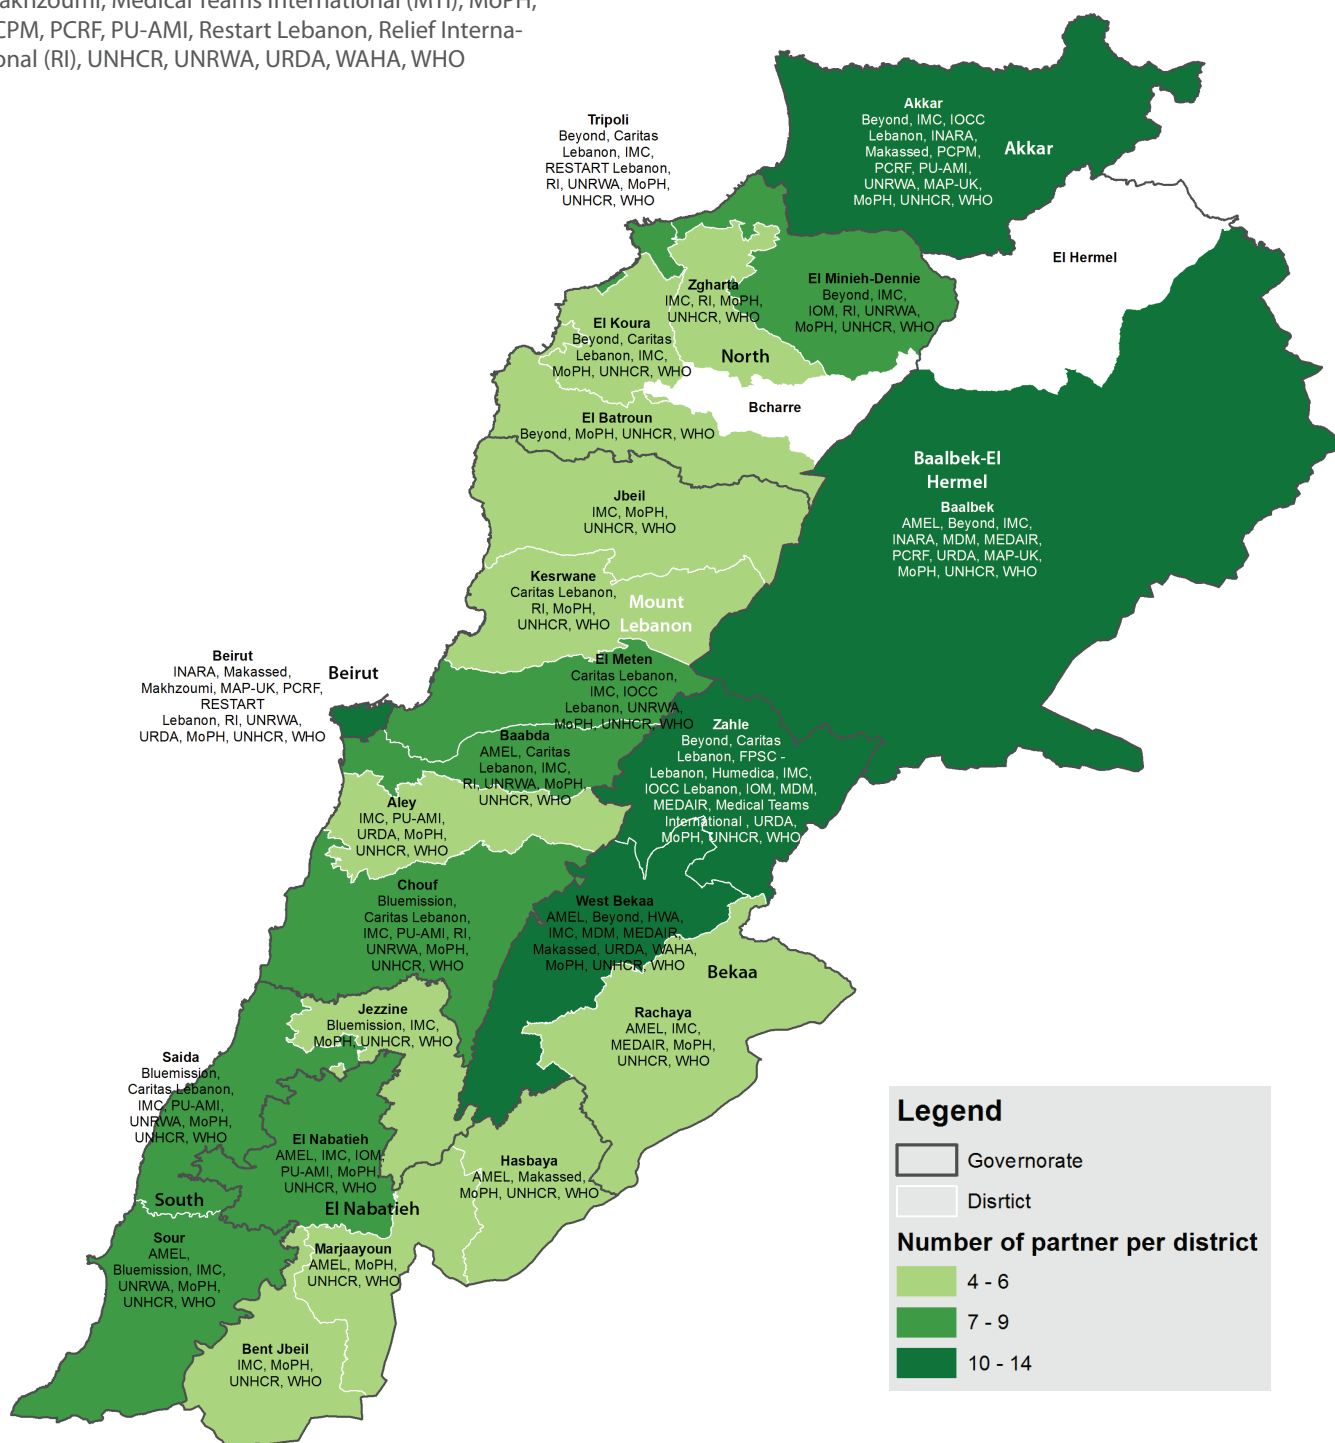 akhzoumi, Medical Teams International (MTI), MoPH,
CPM, PCRF, PU-AMI, Restart Lebanon, Relief Interna-
onal (RI), UNHCR, UNRWA, URDA, WAHA, WHO
Akkar
Beyond, IMC, IOCC
Lebanon, INARA,
Makassed, PCPM,
PCRF, PU-AMI,
UNRWA, MAP-UK,
MoPH, UNHCR, WHO
Akkar
Tripoli
Beyond, Caritas
Lebanon, IMC,
RESTART Lebanon,
RI, UNRWA, MoPH,
UNHCR, WHO
El Hermel
Zgharta
IMC, RI, MoPH,
UNHCR, WHO
El Minieh-Dennie
Beyond, IMC,
IOM, RI, UNRWA,
MoPH, UNHCR, WHO
El Koura
Beyond, Caritas
Lebanon, IMC,
MoPH, UNHCR, WHO
North
Bcharre
El Batroun
Beyond, MoPH, UNHCR, WHO
Baalbek-El
Hermel
Baalbek
AMEL, Beyond, IMC,
INARA, MDM, MEDAIR,
PCRF, URDA, MAP-UK,
MoPH, UNHCR, WHO
Jbeil
IMC, MoPH,
UNHCR, WHO
Kesrwane
Caritas Lebanon,
RI, MoPH,
UNHCR, WHO
Mount
Lebanon
Beirut
INARA, Makassed,
Makhzoumi, MAP-UK, PCRF,
RESTART
Lebanon, RI, UNRWA,
URDA, MoPH, UNHCR, WHO
Beirut
El Meten
Caritas Lebanon,
IMC, IOCC
Lebanon, UNRWA,
MoPH, UNHCR, WHO
Baabda
AMEL, Caritas
Lebanon, IMC,
RI, UNRWA, MoPH,
UNHCR, WHO
Zahle
Beyond, Caritas
Lebanon, FPSC -
Lebanon, Humedica, IMC,
IOCC Lebanon, IOM, MDM,
MEDAIR, Medical Teams
International , URDA,
MoPH, UNHCR, WHO
Aley
IMC, PU-AMI,
URDA, MoPH,
UNHCR, WHO
Chouf
Bluemission,
Caritas Lebanon,
IMC, PU-AMI, RI,
UNRWA, MoPH,
UNHCR, WHO
West Bekaa
AMEL, Beyond, HWA,
IMC, MDM, MEDAIR,
Makassed, URDA, WAHA,
MoPH, UNHCR, WHO
Bekaa
Rachaya
AMEL, IMC,
MEDAIR, MoPH,
UNHCR, WHO
Jezzine
Bluemission, IMC,
MoPH, UNHCR, WHO
Saida
Bluemission,
Caritas Lebanon,
IMC, PU-AMI,
UNRWA, MoPH,
UNHCR, WHO
El Nabatieh
AMEL, IMC, IOM,
PU-AMI, MoPH,
UNHCR, WHO
El Nabatieh
Hasbaya
AMEL, Makassed,
MoPH, UNHCR, WHO
South
Sour
AMEL,
Bluemission, IMC,
UNRWA, MoPH,
UNHCR, WHO
Marjaayoun
AMEL, MoPH,
UNHCR, WHO
Bent Jbeil
IMC, MoPH,
UNHCR, WHO
Legend
Governorate
Disrtict
Number of partner per district
4 - 6
7 - 9
10 - 14